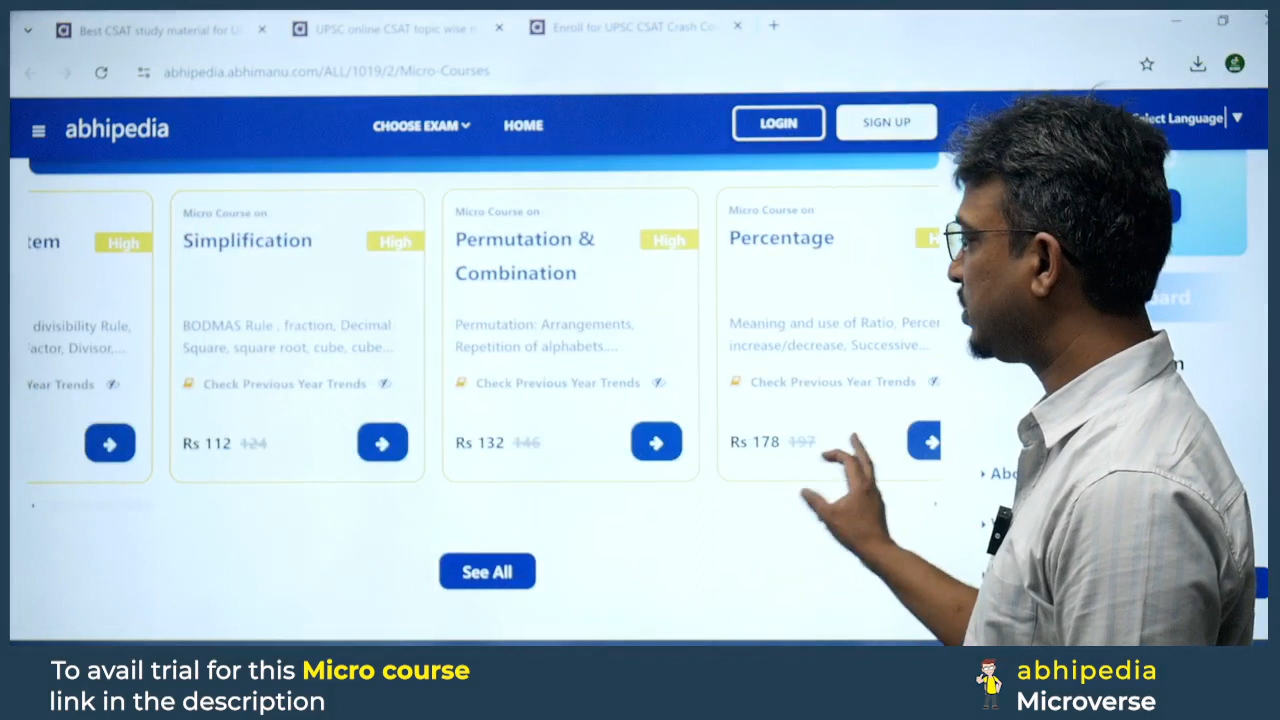 Best CSAT study material for U
UPSC online CSAT topic wise n
Enroll for UPSC CSAT Crash Co
abhipedia.abhimanu.com/ALL/1019/2/Micro-Courses
abhipedia
CHOOSE EXAM
HOME
LOGIN
SIGN UP
Select Language
tem
High
divisibility Rule,
actor, Divisor,...
Year Trends
Micro Course on
Simplification
High
BODMAS Rule , fraction, Decimal
Square, square root, cube, cube...
Check Previous Year Trends
Rs 112 124
Micro Course on
Permutation &
Combination
High
Permutation: Arrangements,
Repetition of alphabets....
Check Previous Year Trends
Rs 132 146
Micro Course on
Percentage
H
Meaning and use of Ratio, Percen
increase/decrease, Successive...
Check Previous Year Trends
Rs 178 197
ard
Abo
See All
To avail trial for this Micro course
link in the description
abhipedia
Microverse